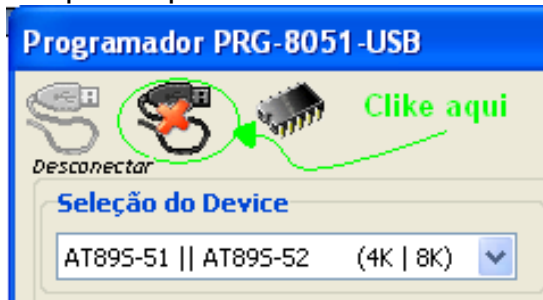 Programador PRG-8051-USB
Clike aqui
Desconectar
Seleção do Device
AT89S-51 || AT89S-52 (4K | 8K)